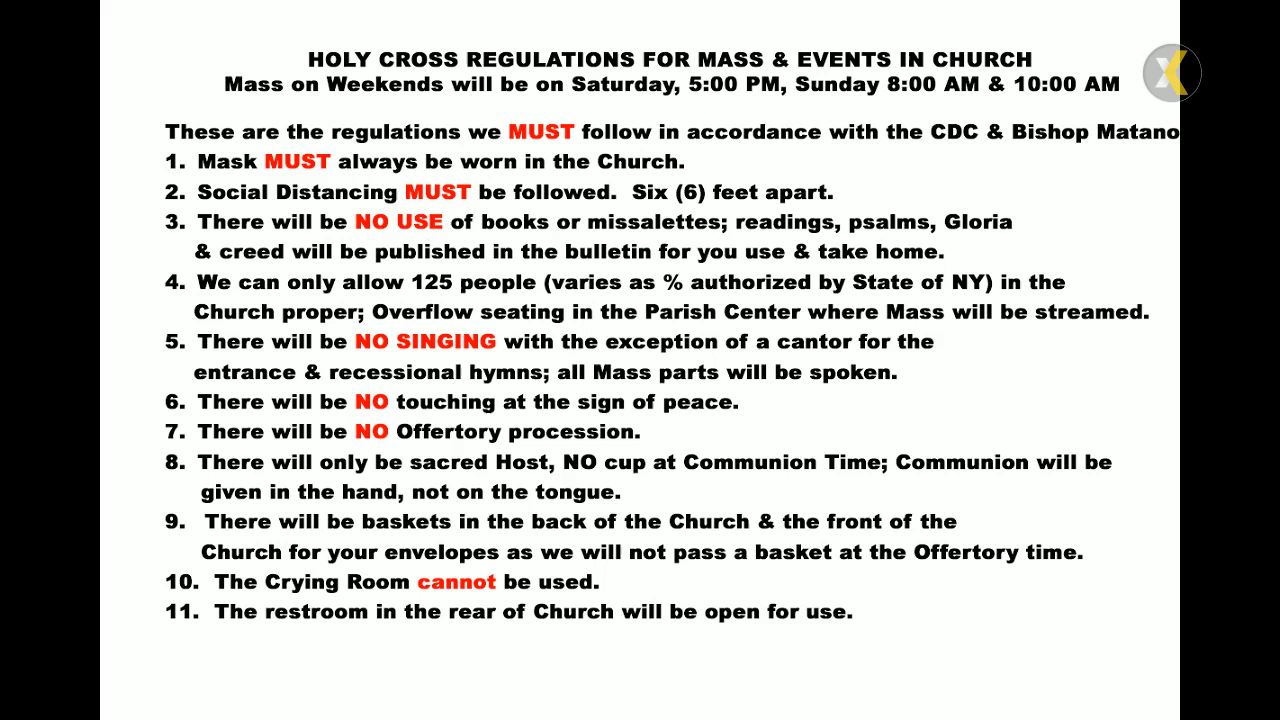 HOLY CROSS REGULATIONS FOR MASS & EVENTS IN CHURCH
Mass on Weekends will be on Saturday, 5:00 PM, Sunday 8:00 AM & 10:00 AM
These are the regulations we MUST follow in accordance with the CDC & Bishop Matano
1. Mask MUST always be worn in the Church.
2. Social Distancing MUST be followed. Six (6) feet apart.
3. There will be NO USE of books or missalettes; readings, psalms, Gloria
& creed will be published in the bulletin for you use & take home.
4. We can only allow 125 people (varies as % authorized by State of NY) in the
Church proper; Overflow seating in the Parish Center where Mass will be streamed.
5. There will be NO SINGING with the exception of a cantor for the
entrance & recessional hymns; all Mass parts will be spoken.
6. There will be NO touching at the sign of peace.
7. There will be NO Offertory procession.
8. There will only be sacred Host, NO cup at Communion Time; Communion will be
given in the hand, not on the tongue.
9. There will be baskets in the back of the Church & the front of the
Church for your envelopes as we will not pass a basket at the Offertory time.
10. The Crying Room cannot be used.
11. The restroom in the rear of Church will be open for use.